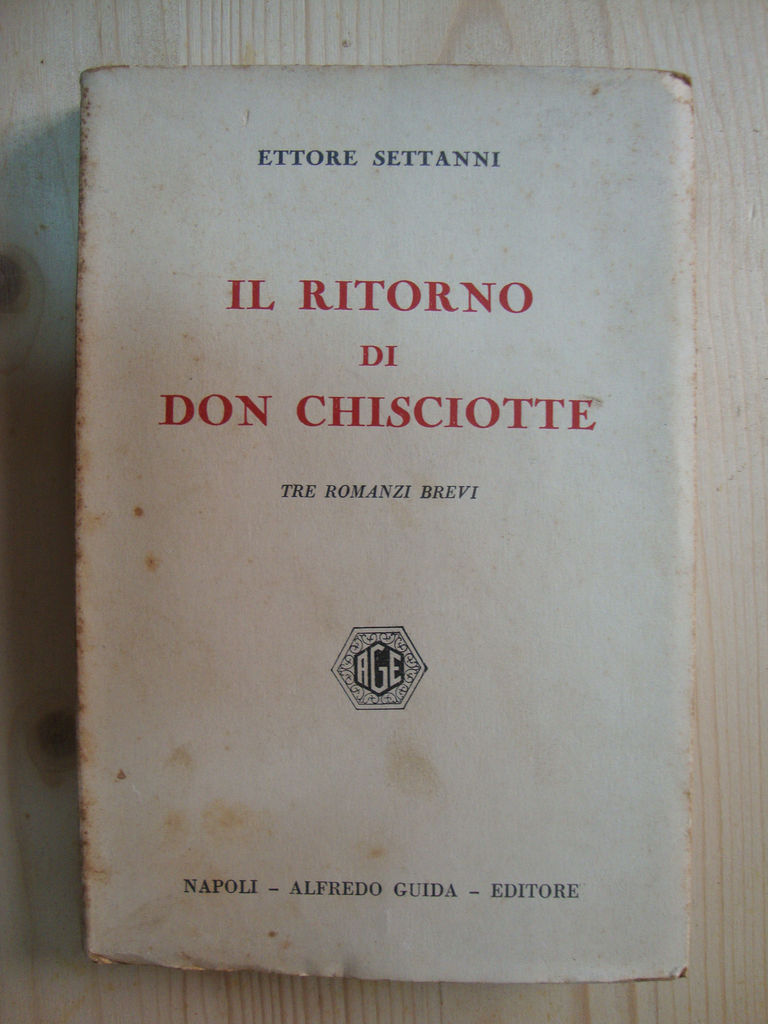 ETTORE SETTANNI
IL RITORNO
DI
DON CHISCIOTTE
TRE ROMANZI BREVI
AGE
NAPOLI – ALFREDO GUIDA – EDITORE